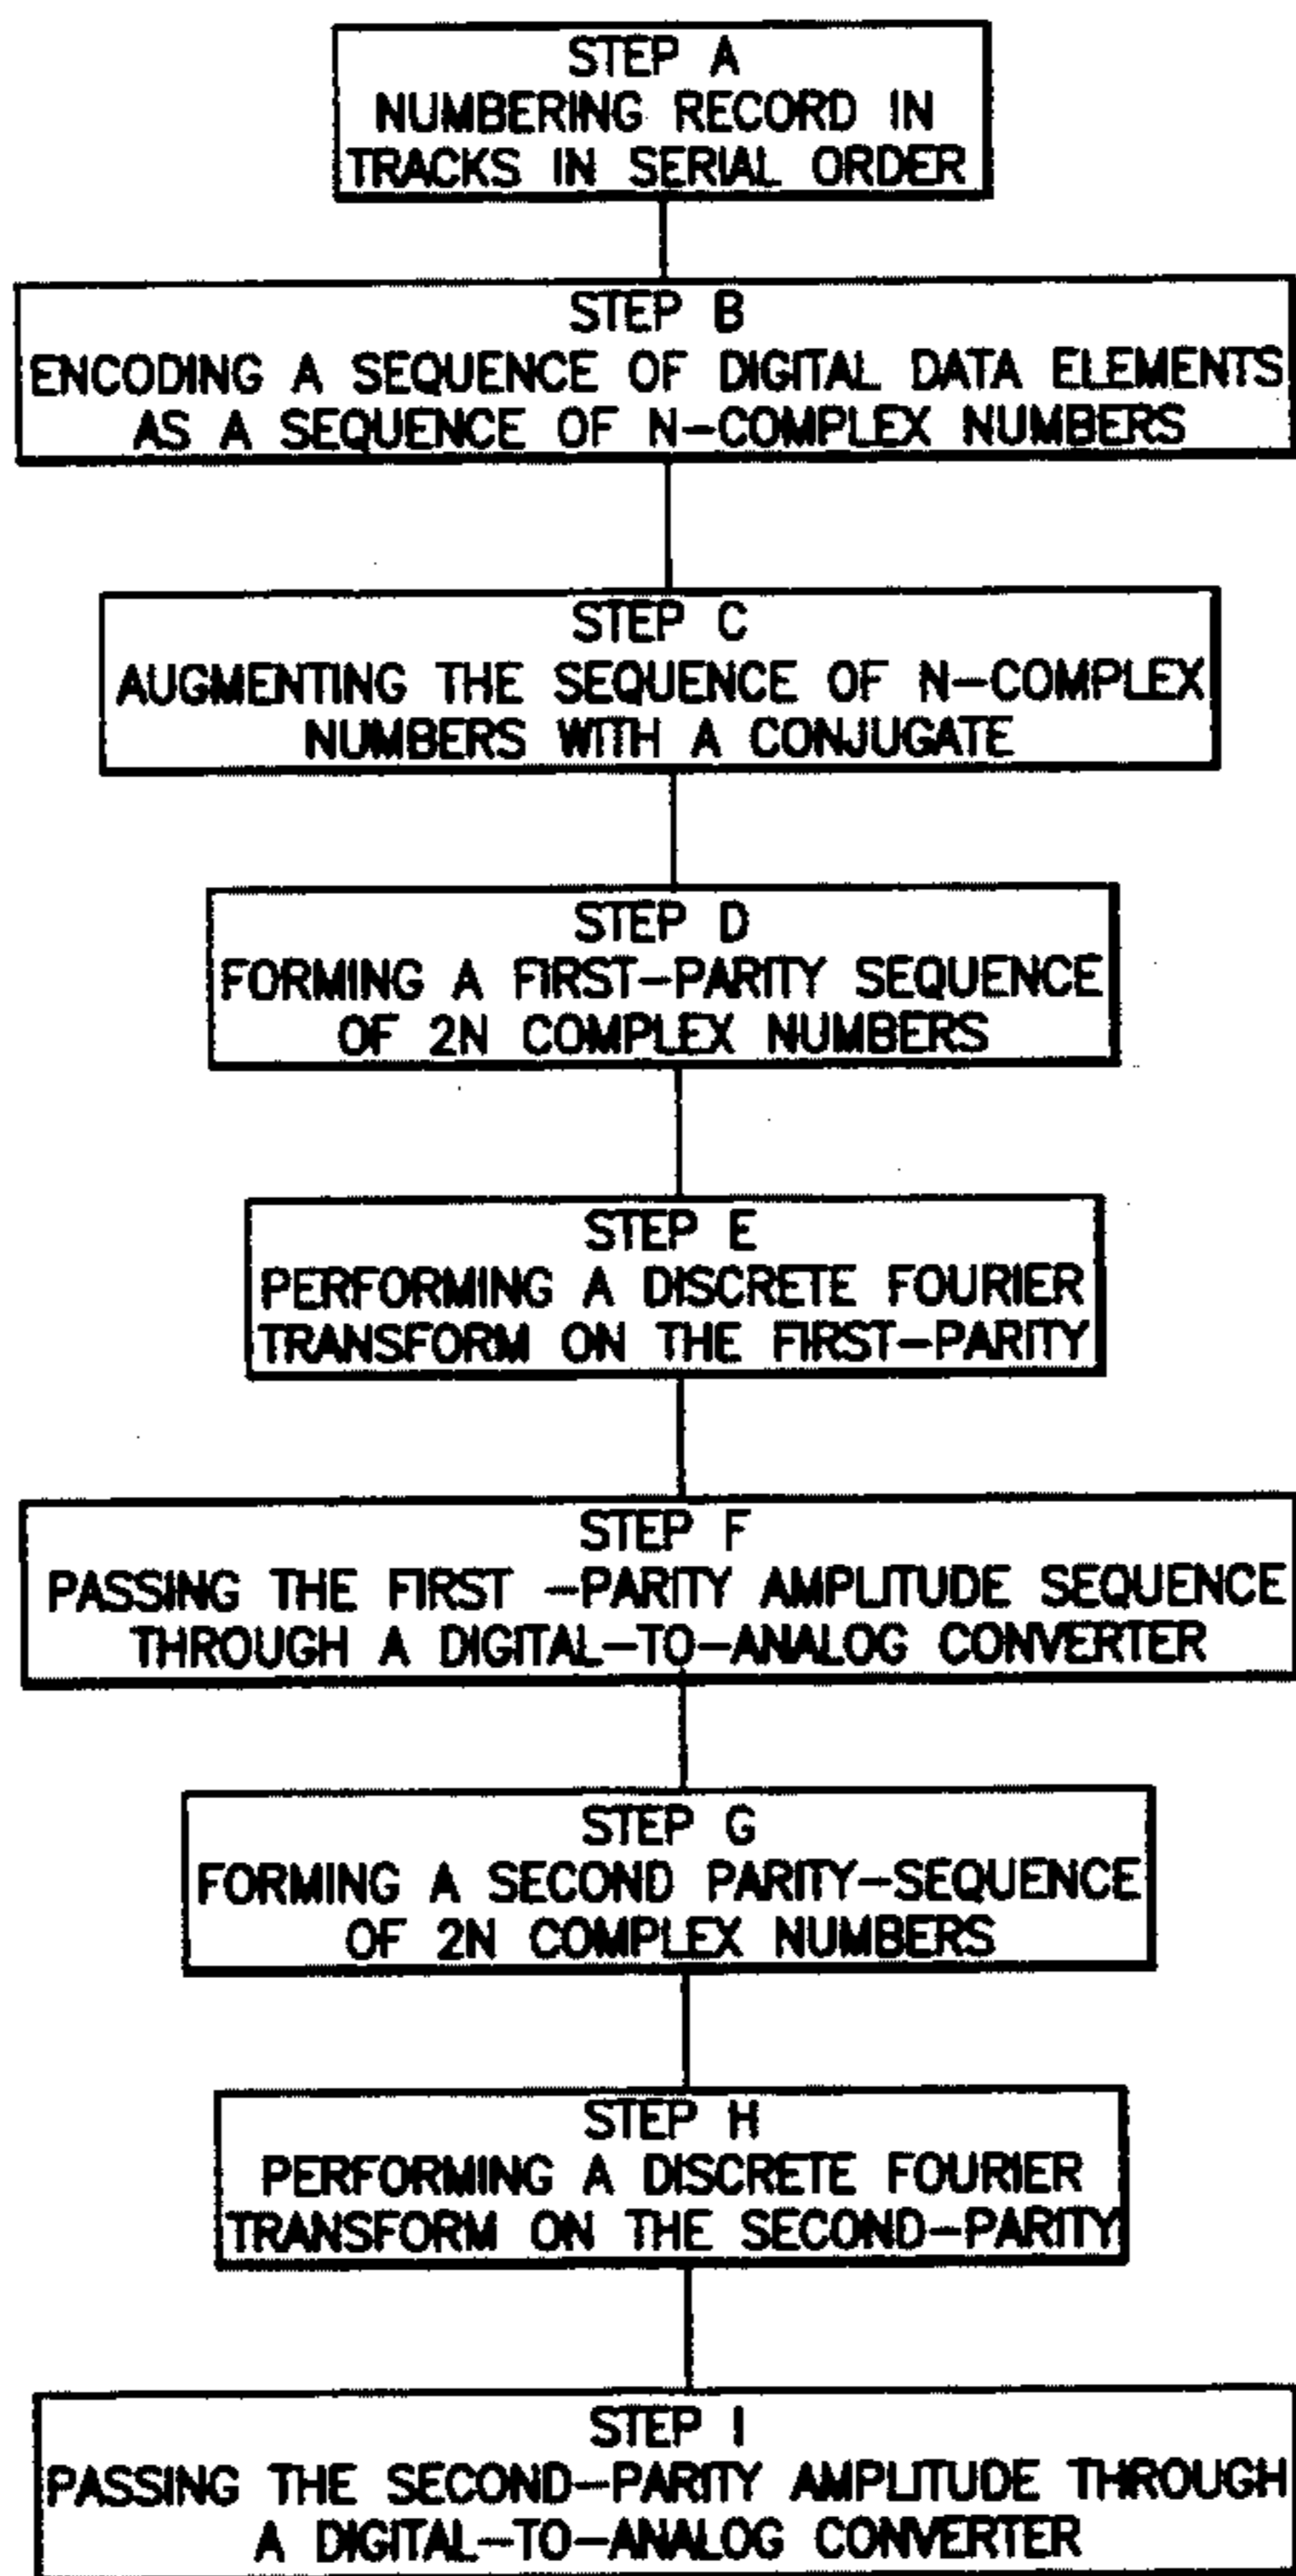 STEP A
NUMBERING RECORD IN
TRACKS IN SERIAL ORDER
STEP B
ENCODING A SEQUENCE OF DIGITAL DATA ELEMENTS
AS A SEQUENCE OF N-COMPLEX NUMBERS
STEP C
AUGMENTING THE SEQUENCE OF N-COMPLEX
NUMBERS WITH A CONJUGATE
STEP D
FORMING A FIRST-PARITY SEQUENCE
OF 2N COMPLEX NUMBERS
STEP E
PERFORMING A DISCRETE FOURIER
TRANSFORM ON THE FIRST-PARITY
STEP F
PASSING THE FIRST -PARITY AMPLITUDE SEQUENCE
THROUGH A DIGITAL-TO-ANALOG CONVERTER
STEP G
FORMING A SECOND PARITY-SEQUENCE
OF 2N COMPLEX NUMBERS
STEP H
PERFORMING A DISCRETE FOURIER
TRANSFORM ON THE SECOND-PARITY
STEP I
PASSING THE SECOND-PARITY AMPLITUDE THROUGH
A DIGITAL-TO-ANALOG CONVERTER